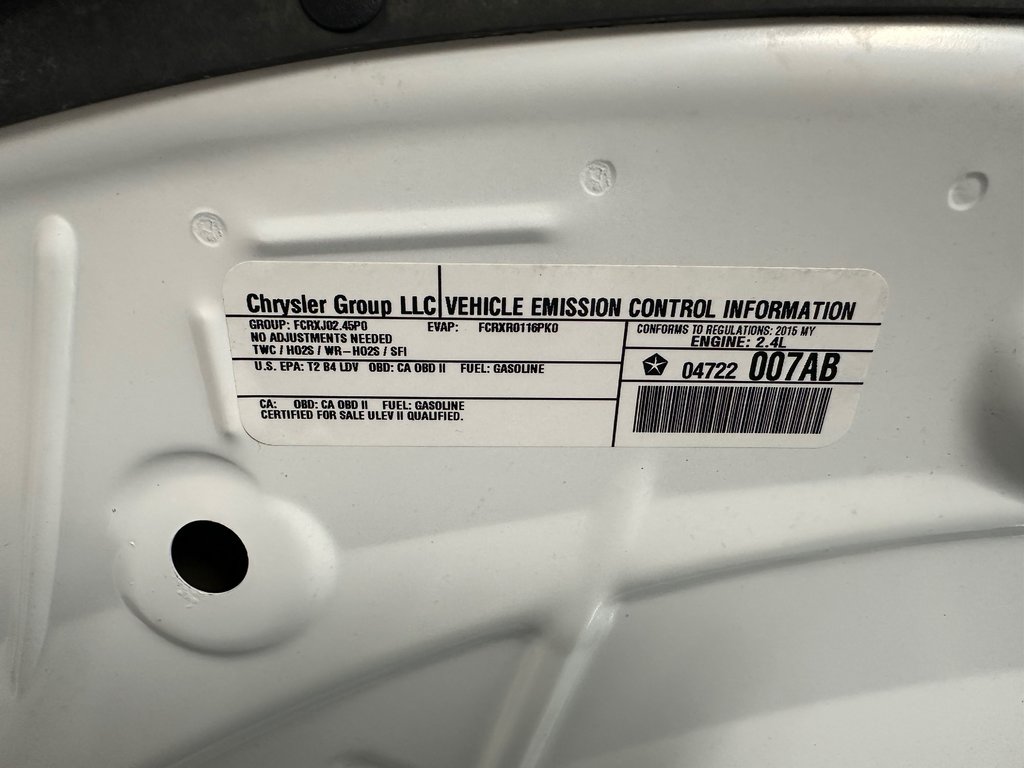 Chrysler Group LLC VEHICLE EMISSION CONTROL INFORMATION
GROUP: FCRXJ02.45P0 EVAP: FCRXR0116PK0
NO ADJUSTMENTS NEEDED
TWC / HO2S / WR-HO2S / SFI
U.S. EPA: T2 B4 LDV OBD: CA OBD II FUEL: GASOLINE
CA: OBD: CA OBD II FUEL: GASOLINE
CERTIFIED FOR SALE ULEV II QUALIFIED.
CONFORMS TO REGULATIONS: 2015 MY
ENGINE: 2.4L
04722 007AB